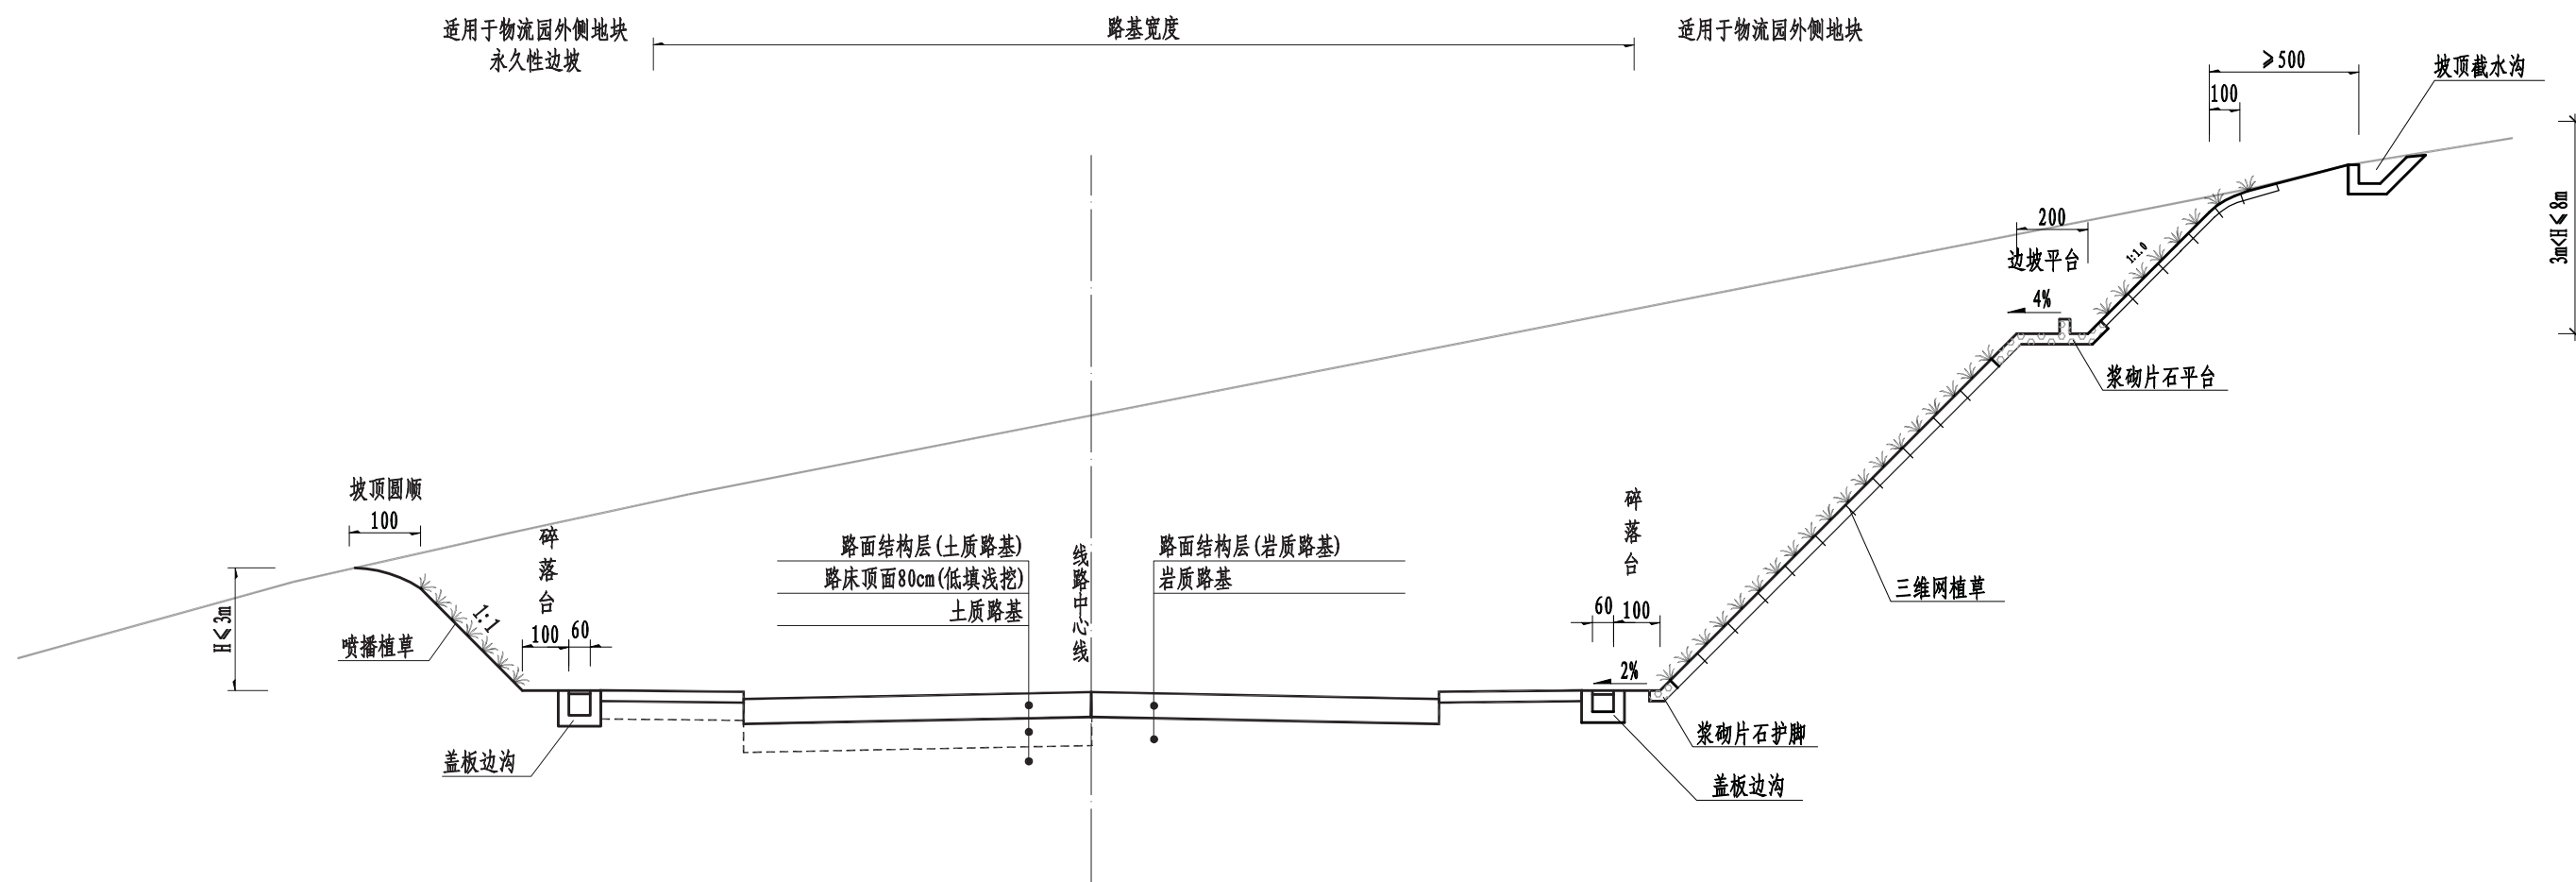 适用于物流园外侧地块
永久性边坡
路基宽度
适用于物流园外侧地块
≥500
100
坡顶截水沟
3m<H≤8m
200
边坡平台
1:1.0
4%
浆砌片石平台
坡顶圆顺
100
H≤3m
1:1
喷播植草
碎落台
100
60
盖板边沟
路面结构层(土质路基)
路床顶面80cm(低填浅挖)
土质路基
线路中心线
路面结构层(岩质路基)
岩质路基
碎落台
60
100
2%
三维网植草
浆砌片石护脚
盖板边沟